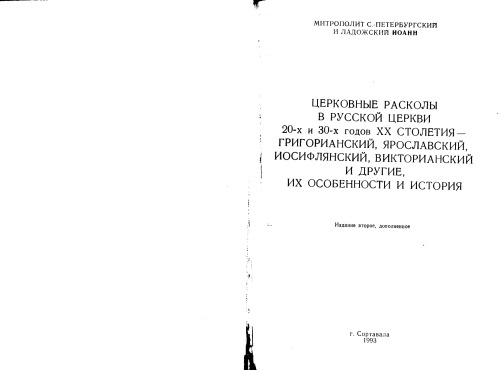 МИТРОПОЛИТ С.-ПЕТЕРБУРГСКИЙ
И ЛАДОЖСКИЙ ИОАНН
ЦЕРКОВНЫЕ РАСКОЛЫ
В РУССКОЙ ЦЕРКВИ
20-х и 30-х годов XX СТОЛЕТИЯ —
ГРИГОРИАНСКИЙ, ЯРОСЛАВСКИЙ,
ИОСИФЛЯНСКИЙ, ВИКТОРИАНСКИЙ
И ДРУГИЕ,
ИХ ОСОБЕННОСТИ И ИСТОРИЯ
Издание второе, дополненное
г. Сортавала
1993